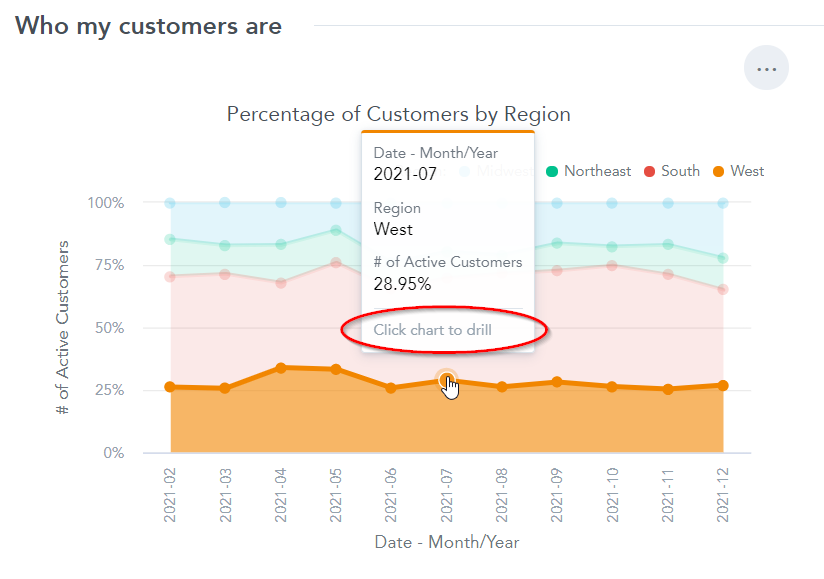 Who my customers are
...
Percentage of Customers by Region
Date - Month/Year
2021-07
Midwest Northeast South West
Region
West
# of Active Customers
28.95%
Click chart to drill
100%
75%
50%
25%
0%
# of Active Customers
2021-02
2021-03
2021-04
2021-05
2021-06
2021-07
2021-08
2021-09
2021-10
2021-11
2021-12
Date - Month/Year